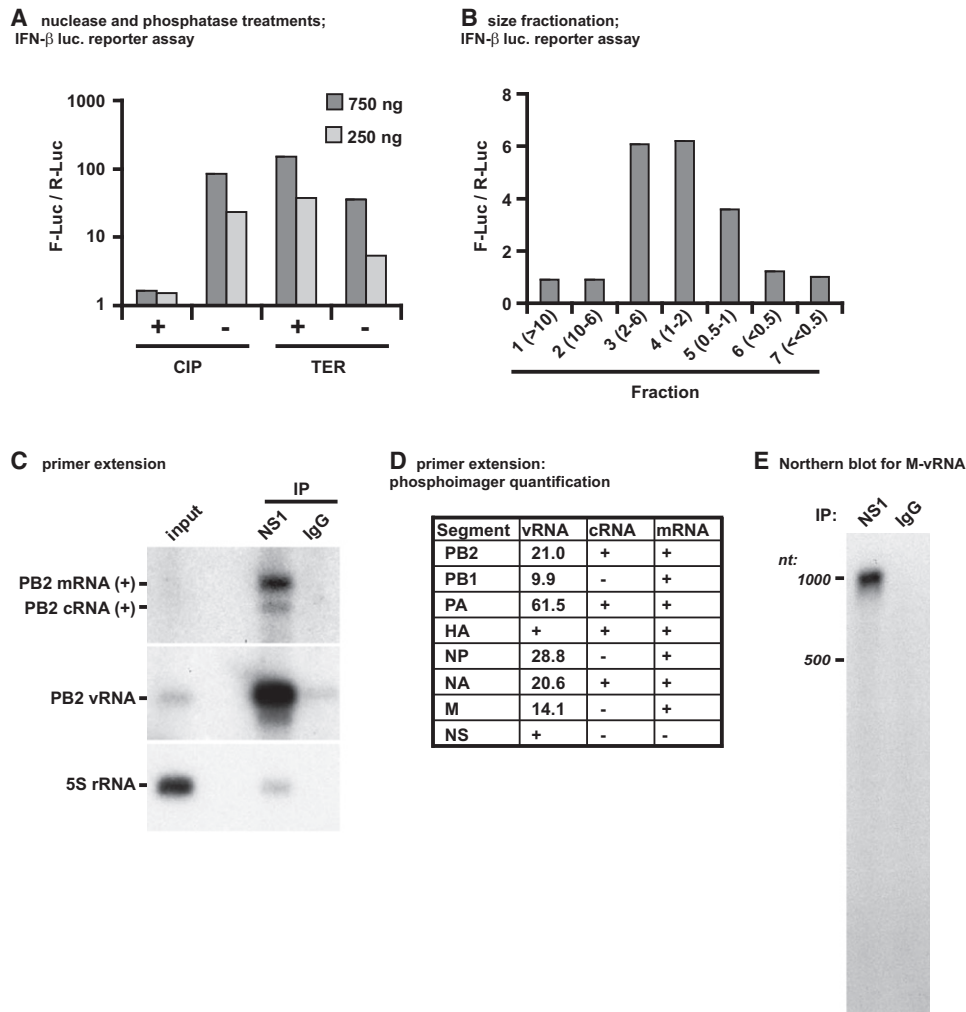 A nuclease and phosphatase treatments;
IFN-β luc. reporter assay
1000
100
10
1
F-Luc / R-Luc
750 ng
250 ng
+ - + -
CIP TER
B size fractionation;
IFN-β luc. reporter assay
8
6
4
2
0
F-Luc / R-Luc
1 (>10)
2 (10-6)
3 (2-6)
4 (1-2)
5 (0.5-1)
6 (<0.5)
7 (<<0.5)
Fraction
C primer extension
IP
input NS1 IgG
PB2 mRNA (+)
PB2 cRNA (+)
PB2 vRNA
5S rRNA
D primer extension:
phosphoimager quantification
Segment vRNA cRNA mRNA
PB2 21.0 + +
PB1 9.9 - +
PA 61.5 + +
HA + + +
NP 28.8 - +
NA 20.6 + +
M 14.1 - +
NS + - -
E Northern blot for M-vRNA
IP: NS1 IgG
nt:
1000
500